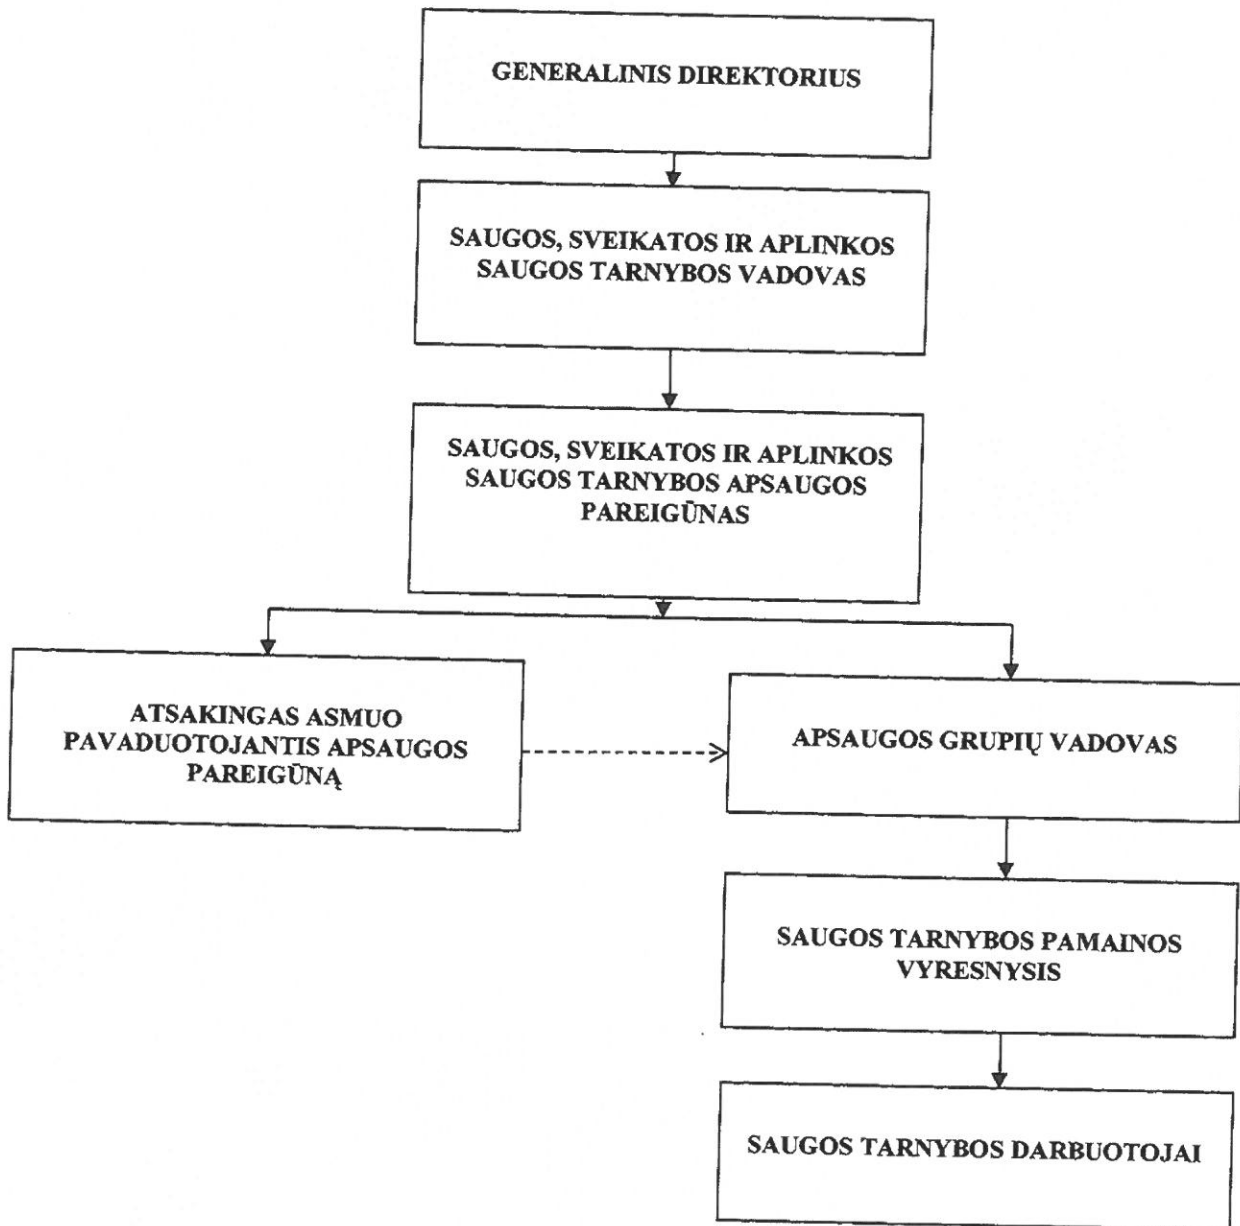 GENERALINIS DIREKTORIUS
SAUGOS, SVEIKATOS IR APLINKOS
SAUGOS TARNYBOS VADOVAS
SAUGOS, SVEIKATOS IR APLINKOS
SAUGOS TARNYBOS APSAUGOS
PAREIGŪNAS
ATSAKINGAS ASMUO
PAVADUOTOJANTIS APSAUGOS
PAREIGŪNĄ
APSAUGOS GRUPIŲ VADOVAS
SAUGOS TARNYBOS PAMAINOS
VYRESNYSIS
SAUGOS TARNYBOS DARBUOTOJAI